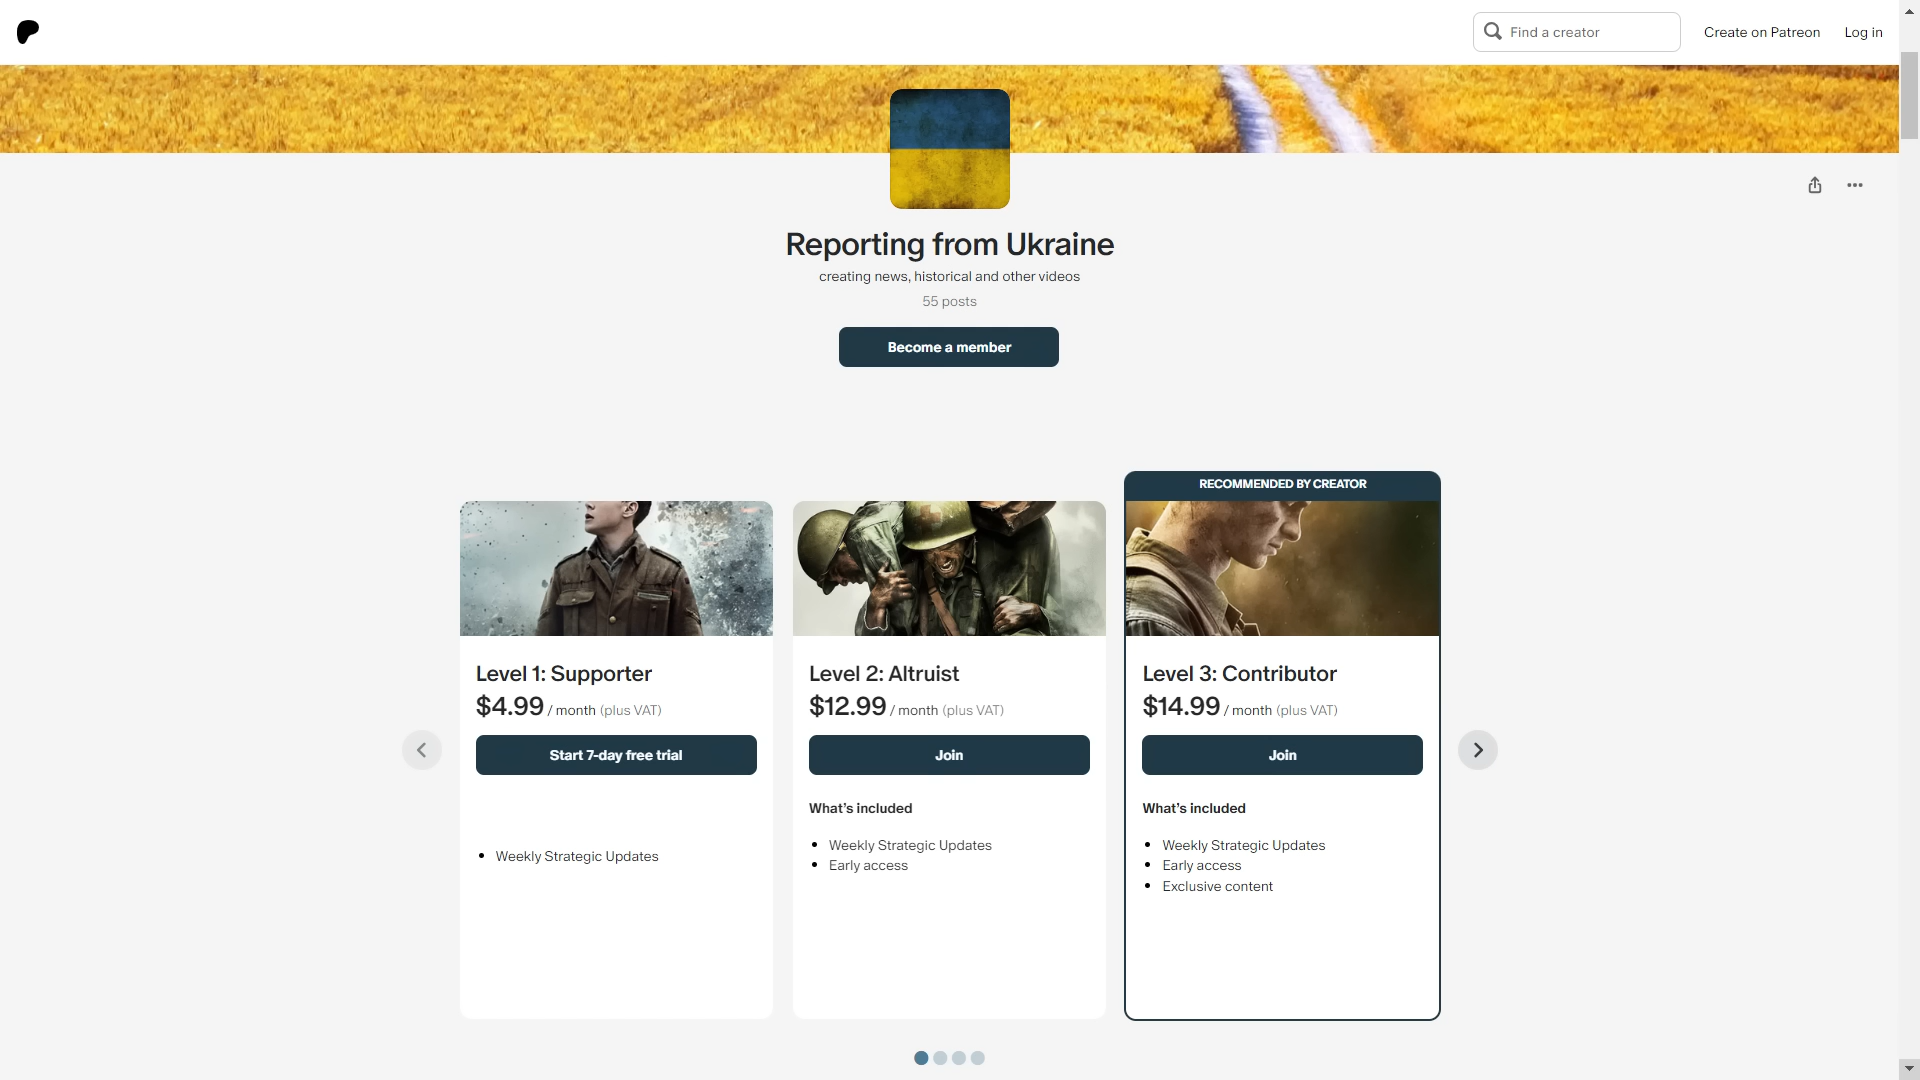 Find a creator
Create on Patreon
Log in
Reporting from Ukraine
creating news, historical and other videos
55 posts
Become a member
RECOMMENDED BY CREATOR
Level 1: Supporter
$4.99 / month (plus VAT)
Start 7-day free trial
Weekly Strategic Updates
Level 2: Altruist
$12.99 / month (plus VAT)
Join
What's included
Weekly Strategic Updates
Early access
Level 3: Contributor
$14.99 / month (plus VAT)
Join
What's included
Weekly Strategic Updates
Early access
Exclusive content